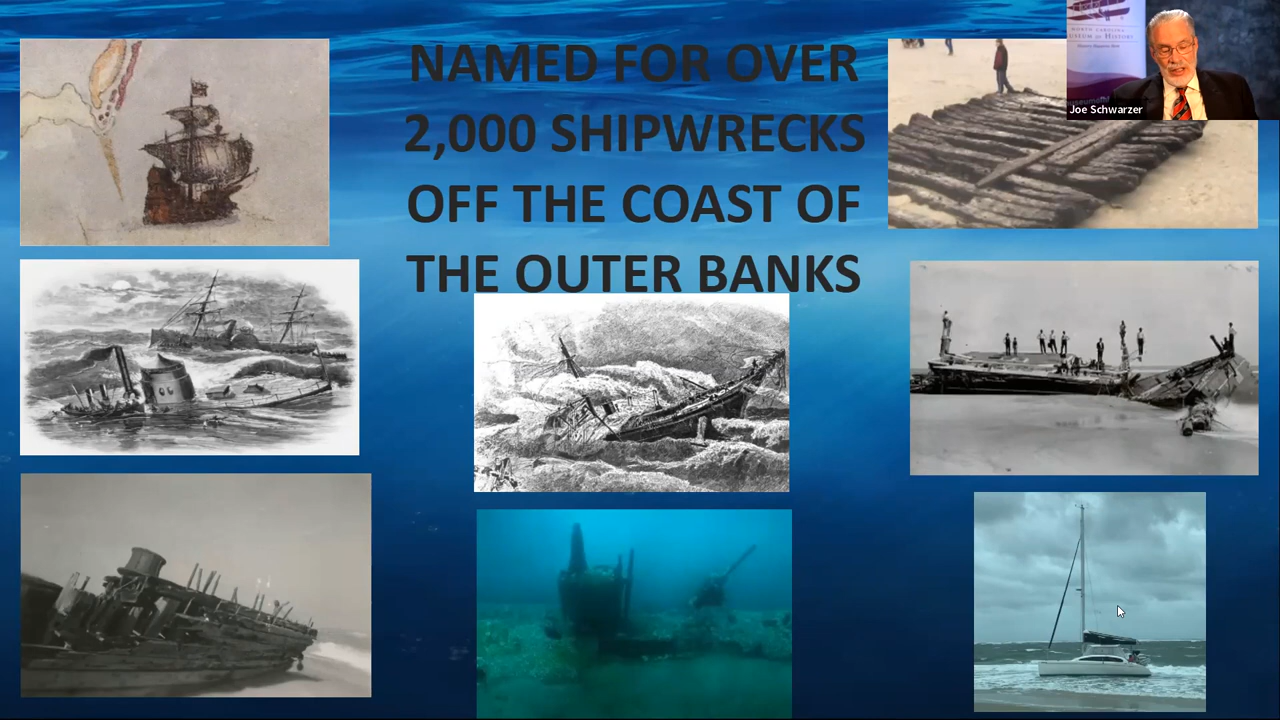 NAMED FOR OVER
2,000 SHIPWRECKS
OFF THE COAST OF
THE OUTER BANKS
NORTH CAROLINA
MUSEUM OF HISTORY
Joe Schwarzer